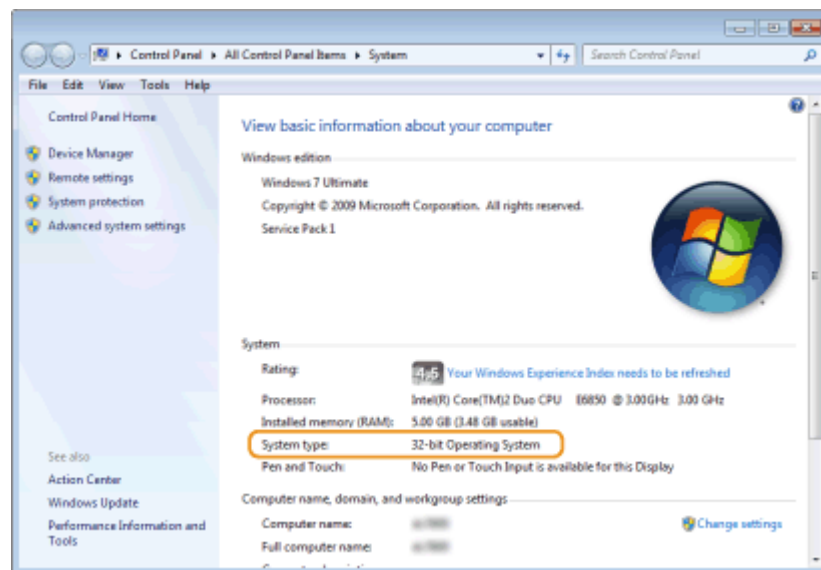 Control Panel ▸ All Control Panel Items ▸ System
Search Control Panel
File Edit View Tools Help
Control Panel Home
Device Manager
Remote settings
System protection
Advanced system settings
See also
Action Center
Windows Update
Performance Information and
Tools
View basic information about your computer
Windows edition
Windows 7 Ultimate
Copyright © 2009 Microsoft Corporation. All rights reserved.
Service Pack 1
System
Rating: 4,5 Your Windows Experience Index needs to be refreshed
Processor: Intel(R) Core(TM)2 Duo CPU E6850 @ 3.00GHz 3.00 GHz
Installed memory (RAM): 5.00 GB (3.48 GB usable)
System type: 32-bit Operating System
Pen and Touch: No Pen or Touch Input is available for this Display
Computer name, domain, and workgroup settings
Computer name: Change settings
Full computer name: